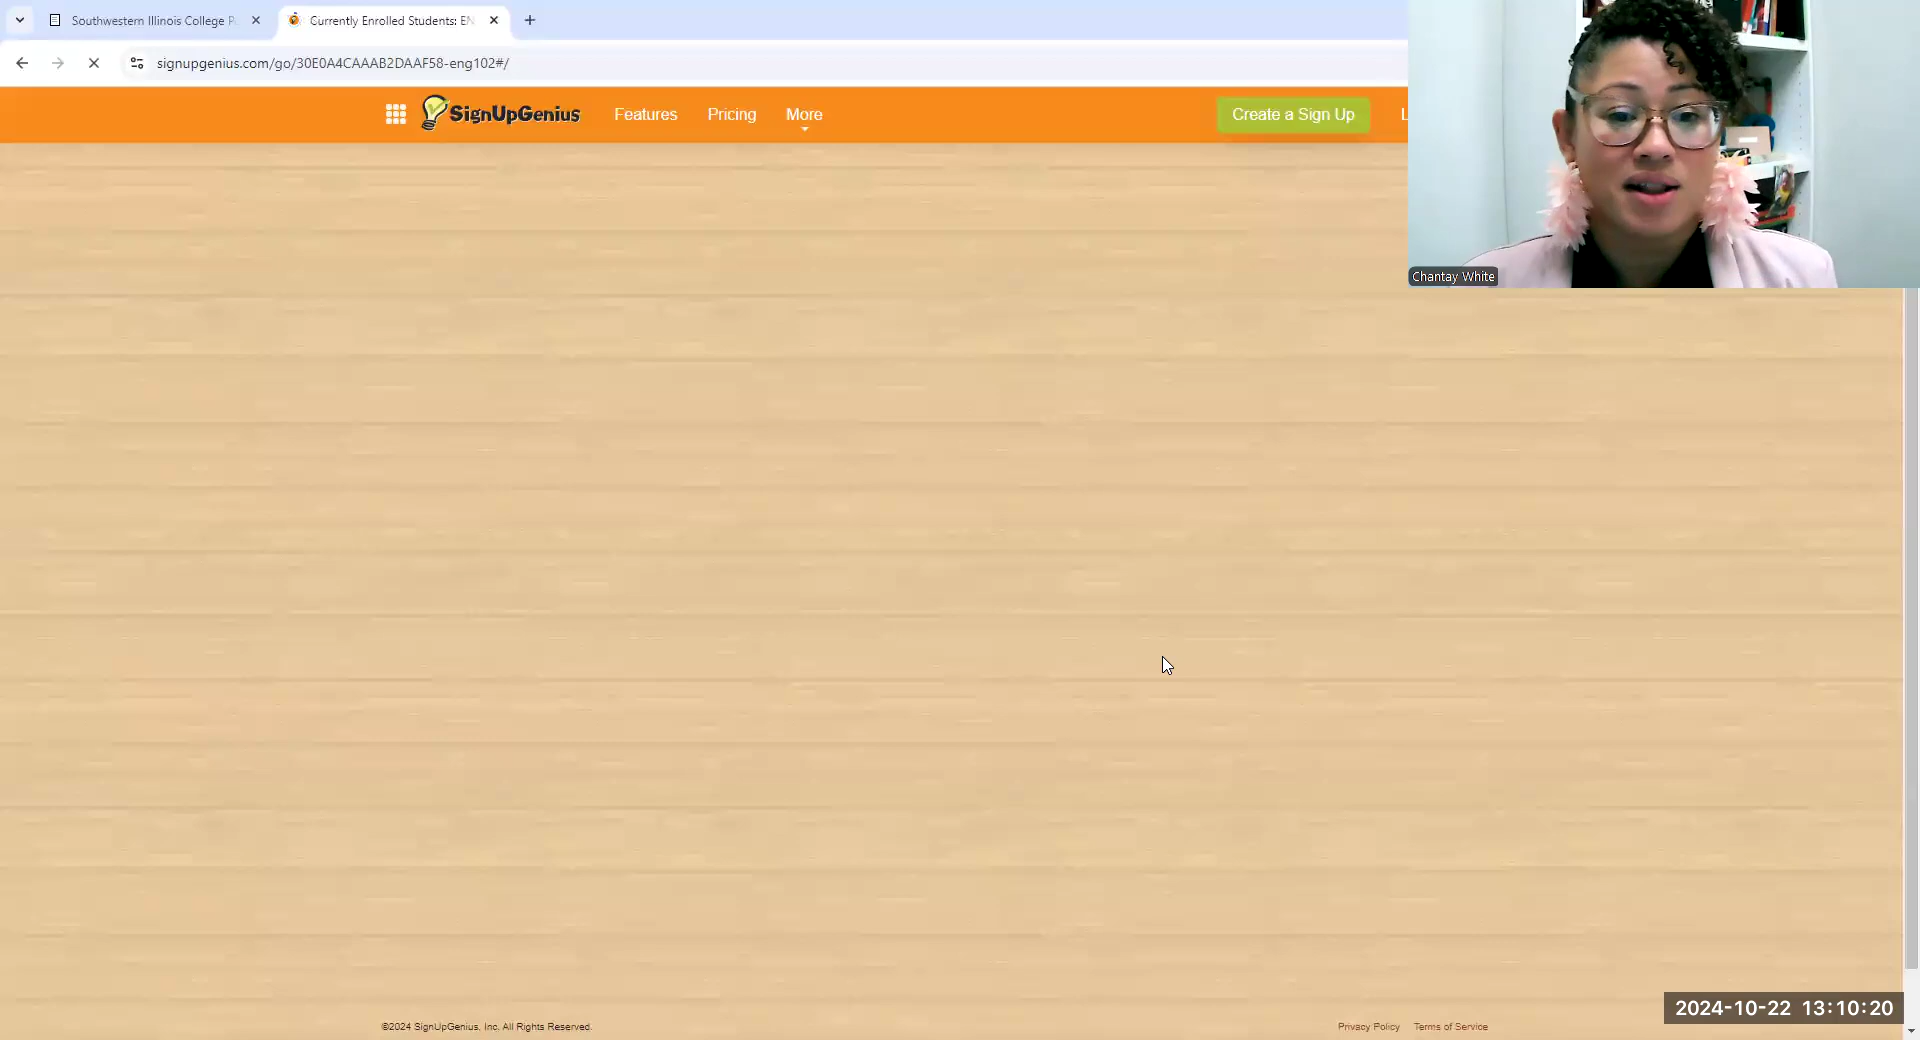 Southwestern Illinois College P
Currently Enrolled Students: EN
signupgenius.com/go/30E0A4CAAAB2DAAF58-eng102#/
SignUpGenius
Features
Pricing
More
Create a Sign Up
L
Chantay White
©2024 SignUpGenius, Inc. All Rights Reserved.
Privacy Policy
Terms of Service
2024-10-22 13:10:20